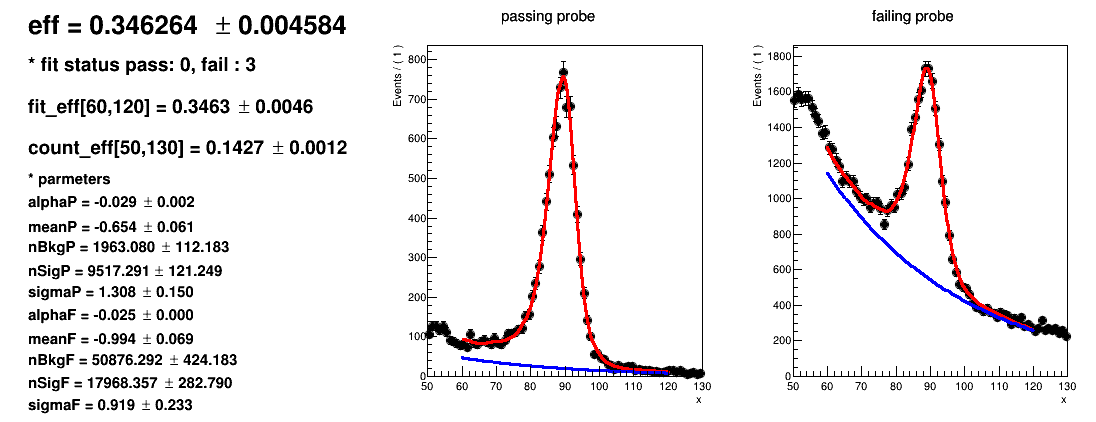 eff = 0.346264 ± 0.004584
* fit status pass: 0, fail : 3
fit_eff[60,120] = 0.3463 ± 0.0046
count_eff[50,130] = 0.1427 ± 0.0012
* parmeters
alphaP = -0.029 ± 0.002
meanP = -0.654 ± 0.061
nBkgP = 1963.080 ± 112.183
nSigP = 9517.291 ± 121.249
sigmaP = 1.308 ± 0.150
alphaF = -0.025 ± 0.000
meanF = -0.994 ± 0.069
nBkgF = 50876.292 ± 424.183
nSigF = 17968.357 ± 282.790
sigmaF = 0.919 ± 0.233
passing probe
Events / ( 1 )
800
700
600
500
400
300
200
100
0
50 60 70 80 90 100 110 120 130
x
failing probe
Events / ( 1 )
1800
1600
1400
1200
1000
800
600
400
200
0
50 60 70 80 90 100 110 120 130
x